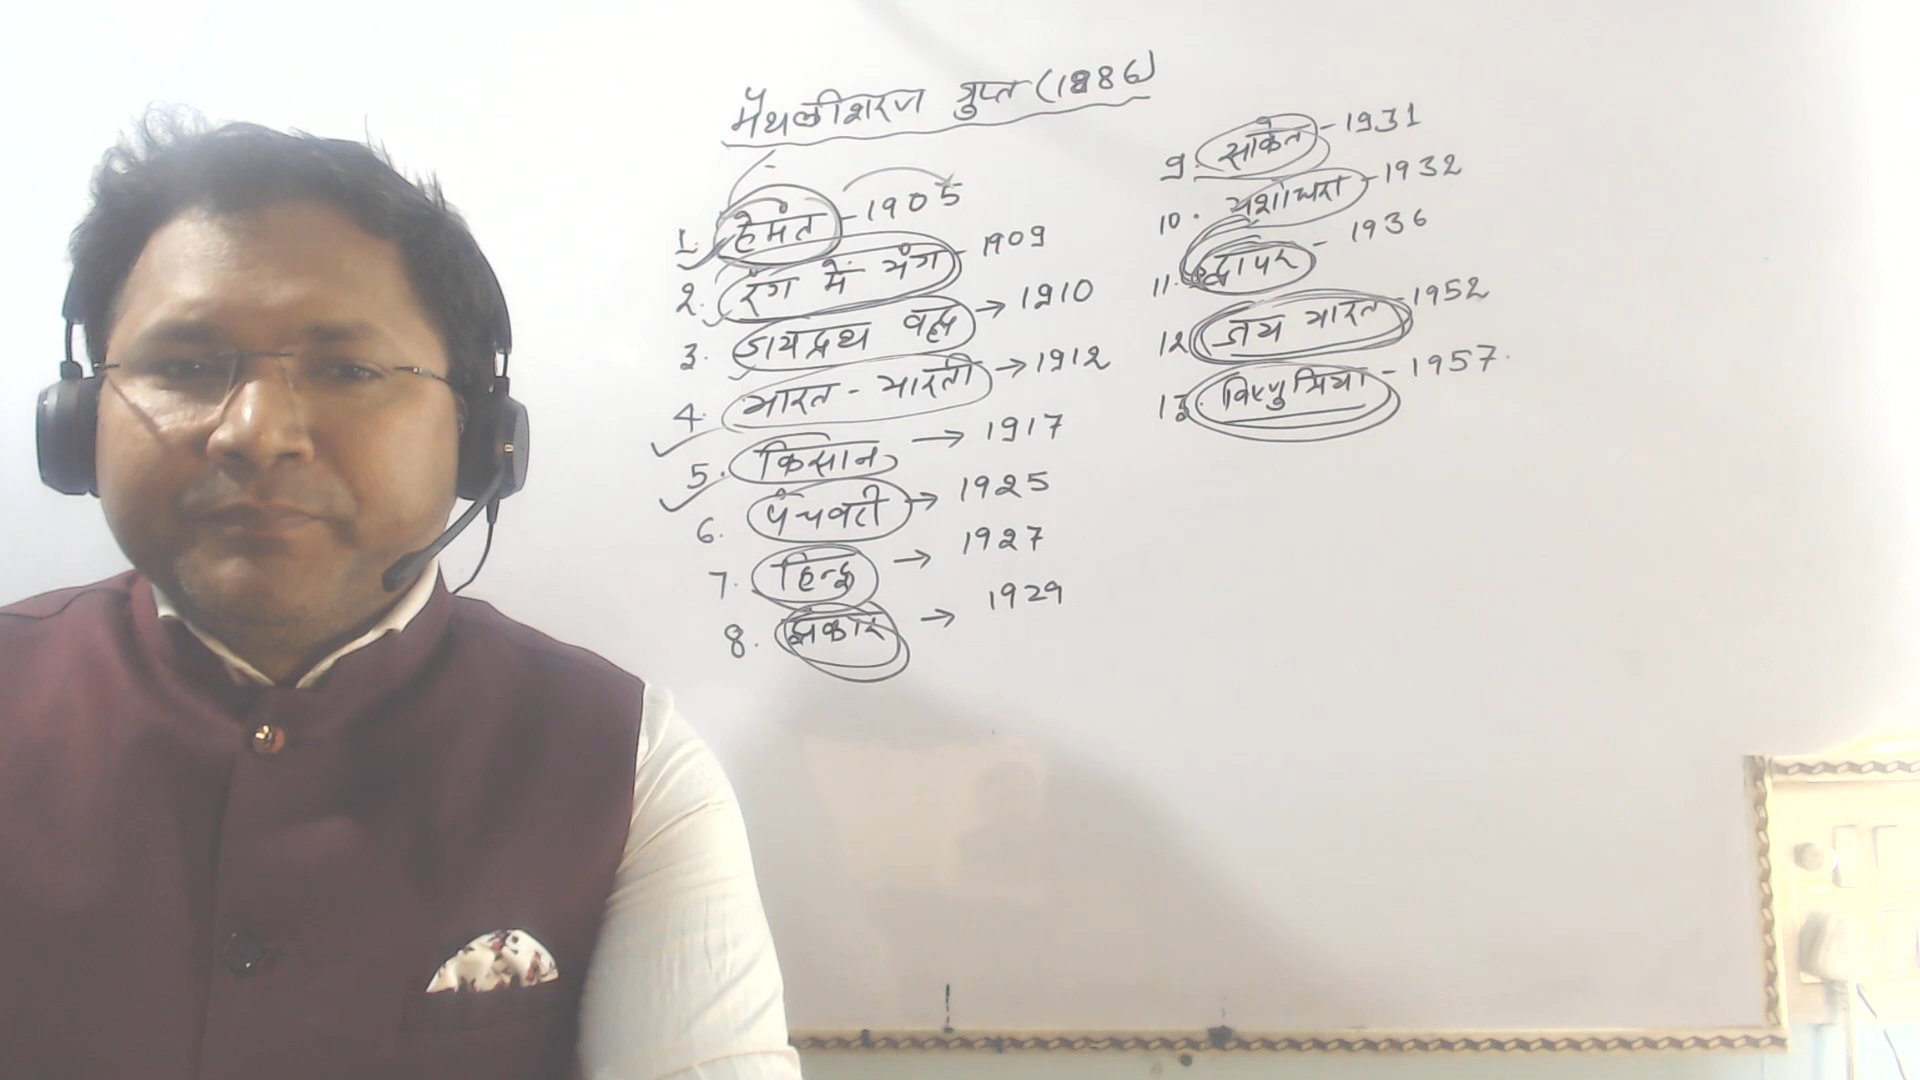 मैथलीशरण गुप्त (1886)
1. हेमंत - 1905
2. रंग में भंग - 1909
3. जयद्रथ वध → 1910
4. भारत - भारती → 1912
5. किसान → 1917
6. पंचवटी → 1925
7. हिन्दू → 1927
8. झंकार → 1929
9. साकेत - 1931
10. यशोधरा - 1932
11. द्वापर - 1936
12. जय भारत - 1952
13. विष्णु प्रिया - 1957